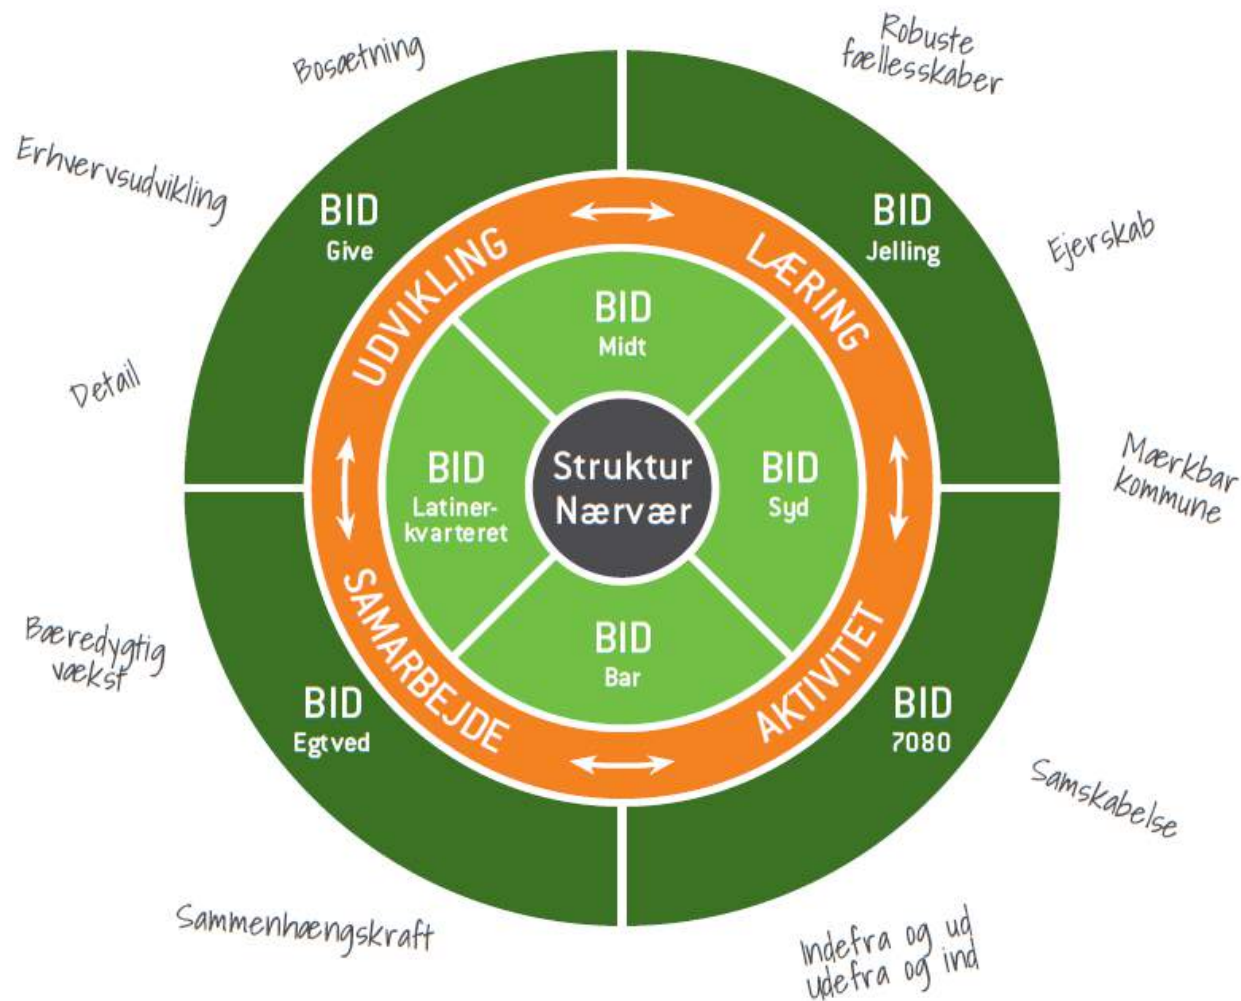 Bosætning
Robuste
fællesskaber
Erhvervsudvikling
BID
Give
BID
Jelling
Ejerskab
UDVIKLING
LÆRING
BID
Midt
Detail
Mærkbar
kommune
BID
Latiner-
kvarteret
Struktur
Nærvær
BID
Syd
Bæredygtig
vækst
SAMARBEJDE
BID
Bar
AKTIVITET
BID
Egtved
BID
7080
Samskabelse
Sammenhængskraft
Indefra og ud
udefra og ind